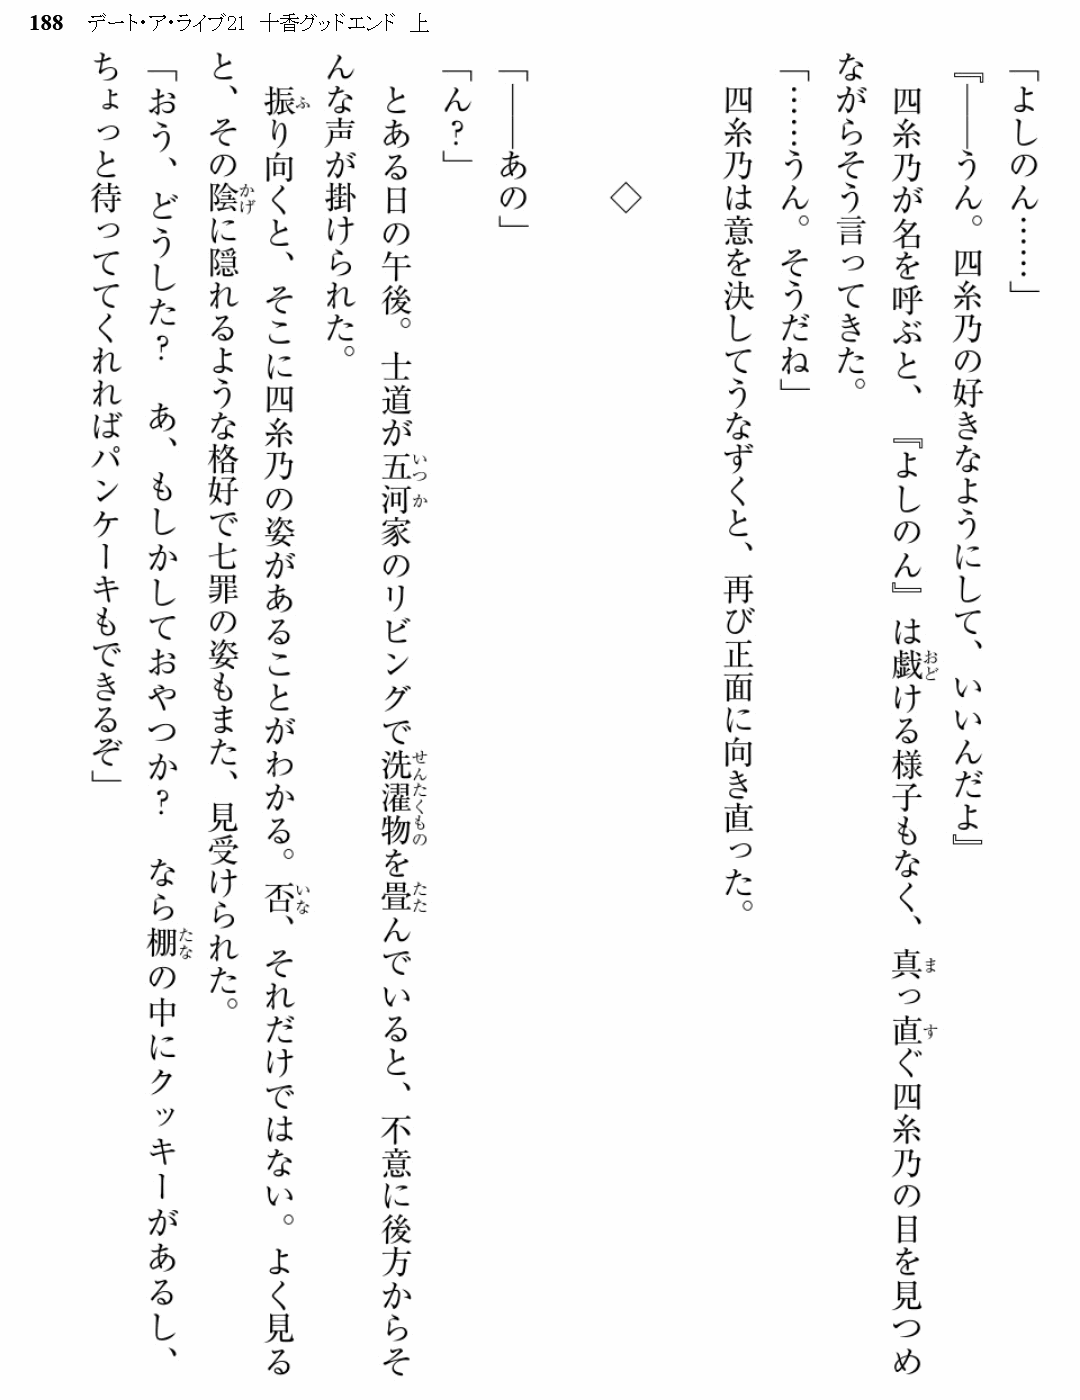 188 デート・ア・ライブ21 十香グッドエンド 上
「よしのん……」
『――うん。四糸乃の好きなようにして、いいんだよ』
四糸乃が名を呼ぶと、『よしのん』は戯ける様子もなく、真っ直ぐ四糸乃の目を見つめ
ながらそう言ってきた。
「……うん。そうだね」
四糸乃は意を決してうなずくと、再び正面に向き直った。
◇
「――あの」
「ん?」
とある日の午後。士道が五河家のリビングで洗濯物を畳んでいると、不意に後方からそ
んな声が掛けられた。
振り向くと、そこに四糸乃の姿があることがわかる。否、それだけではない。よく見る
と、その陰に隠れるような格好で七罪の姿もまた、見受けられた。
「おう、どうした? あ、もしかしておやつか? なら棚の中にクッキーがあるし、
ちょっと待っててくれればパンケーキもできるぞ」